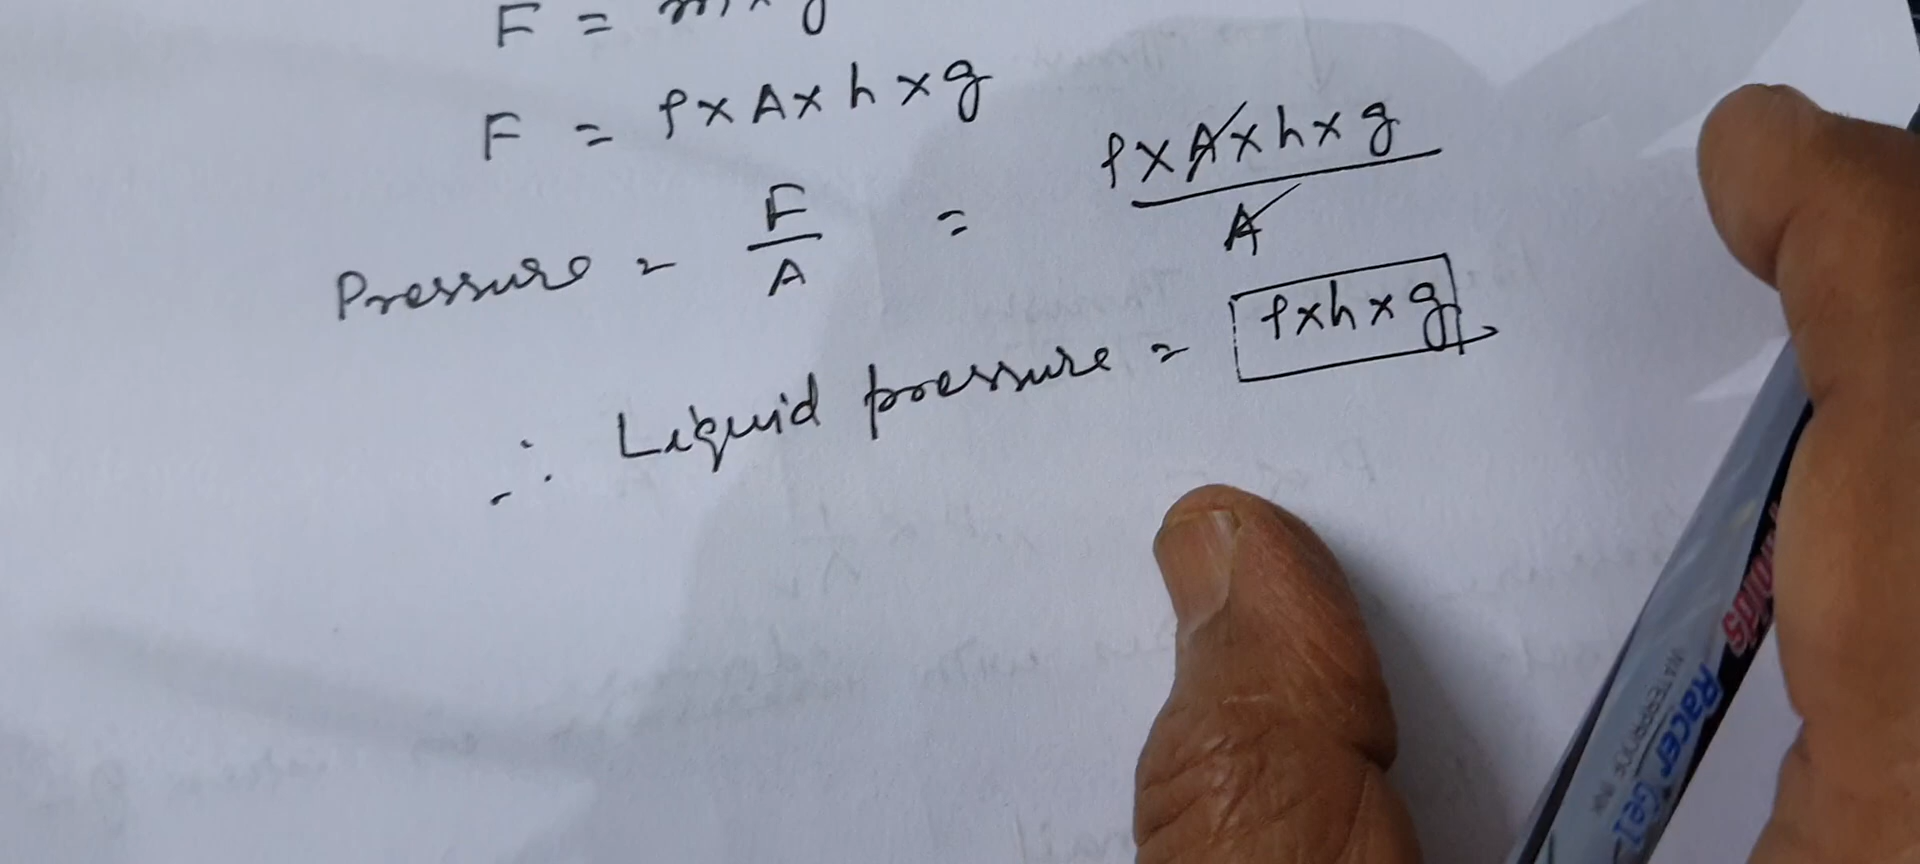 F = m × g
F = ρ × A × h × g
Pressure = F/A = ρ × A × h × g / A
∴ Liquid pressure = ρ × h × g
Racer Gel
WATERPROOF INK